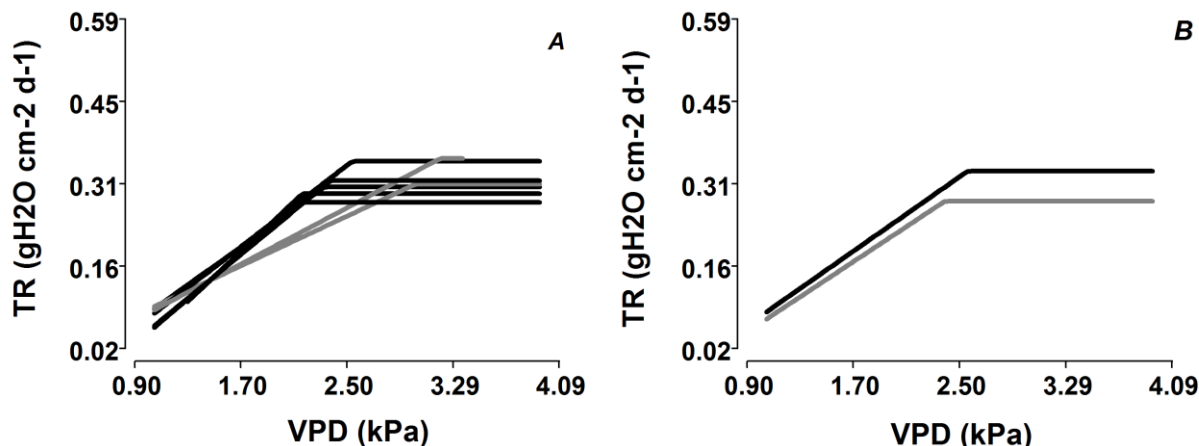 A
TR (gH2O cm-2 d-1)
0.59
0.45
0.31
0.16
0.02
0.90 1.70 2.50 3.29 4.09
VPD (kPa)
B
TR (gH2O cm-2 d-1)
0.59
0.45
0.31
0.16
0.02
0.90 1.70 2.50 3.29 4.09
VPD (kPa)